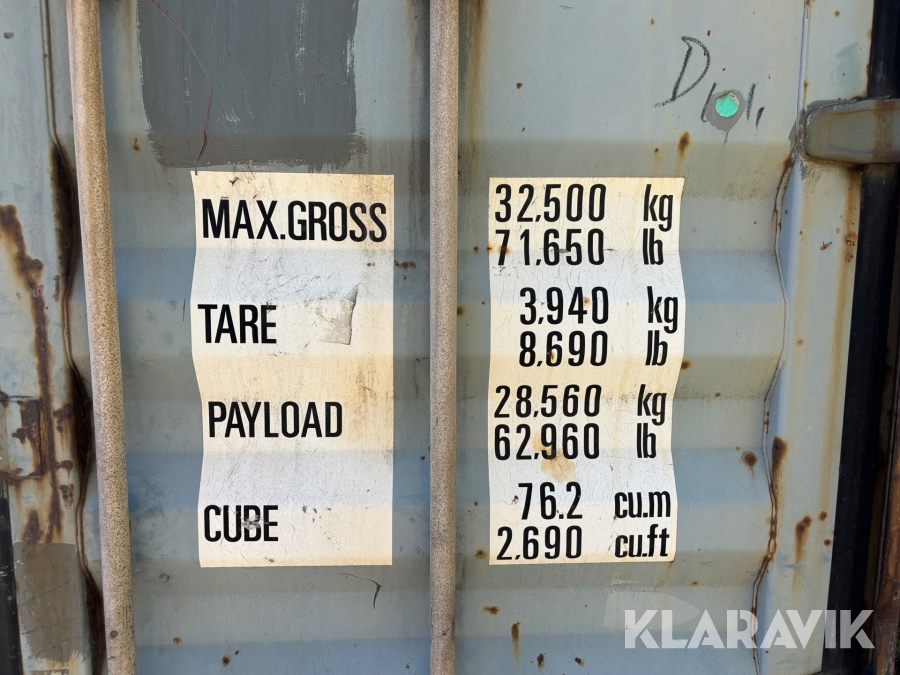 MAX.GROSS 32,500 kg
71,650 lb
TARE 3,940 kg
8,690 lb
PAYLOAD 28,560 kg
62,960 lb
CUBE 76.2 cu.m
2,690 cu.ft
KLARAVIK